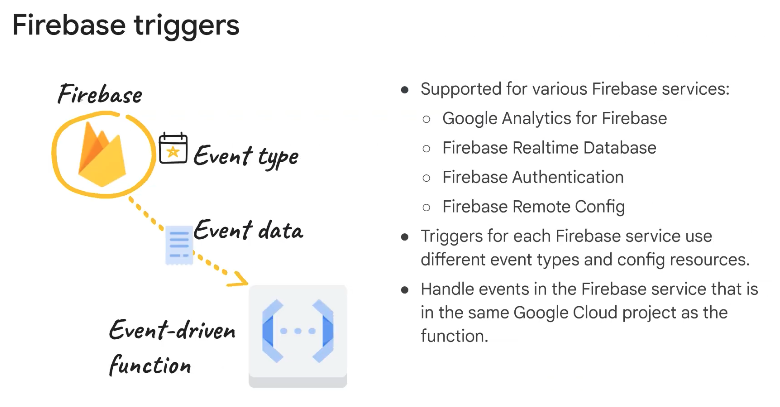 Firebase triggers
Firebase
Event type
Event data
Event-driven
function
● Supported for various Firebase services:
○ Google Analytics for Firebase
○ Firebase Realtime Database
○ Firebase Authentication
○ Firebase Remote Config
● Triggers for each Firebase service use
different event types and config resources.
● Handle events in the Firebase service that is
in the same Google Cloud project as the
function.